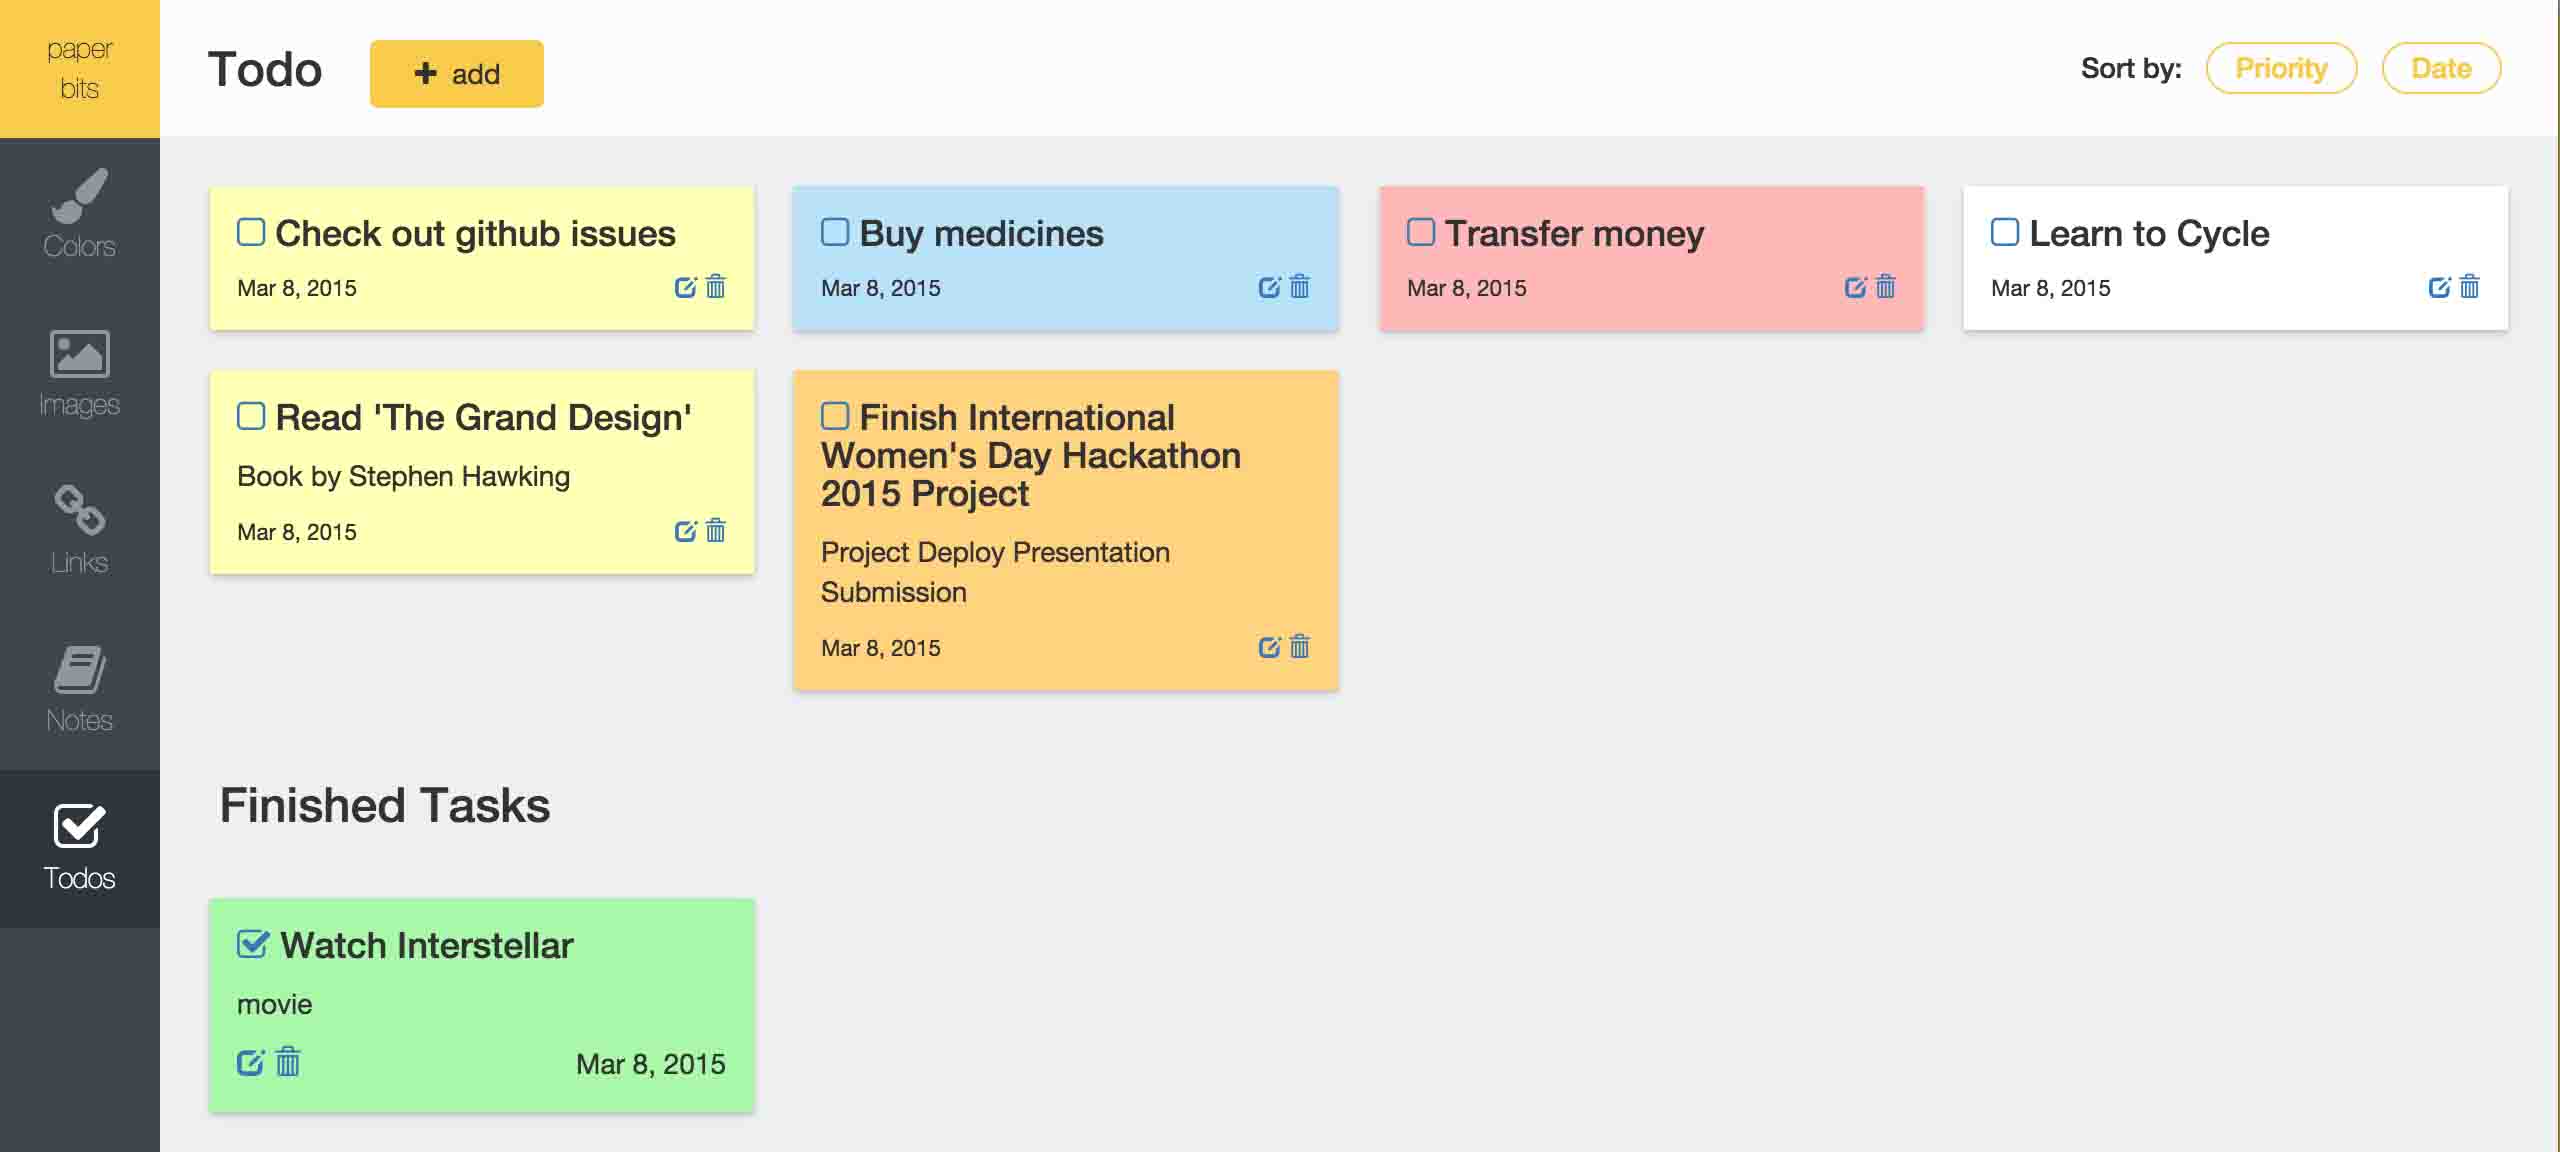 paper
bits
Todo
add
Sort by:
Priority
Date
Colors
Images
Links
Notes
Todos
Check out github issues
Mar 8, 2015
Buy medicines
Mar 8, 2015
Transfer money
Mar 8, 2015
Learn to Cycle
Mar 8, 2015
Read 'The Grand Design'
Book by Stephen Hawking
Mar 8, 2015
Finish International
Women's Day Hackathon
2015 Project
Project Deploy Presentation
Submission
Mar 8, 2015
Finished Tasks
Watch Interstellar
movie
Mar 8, 2015